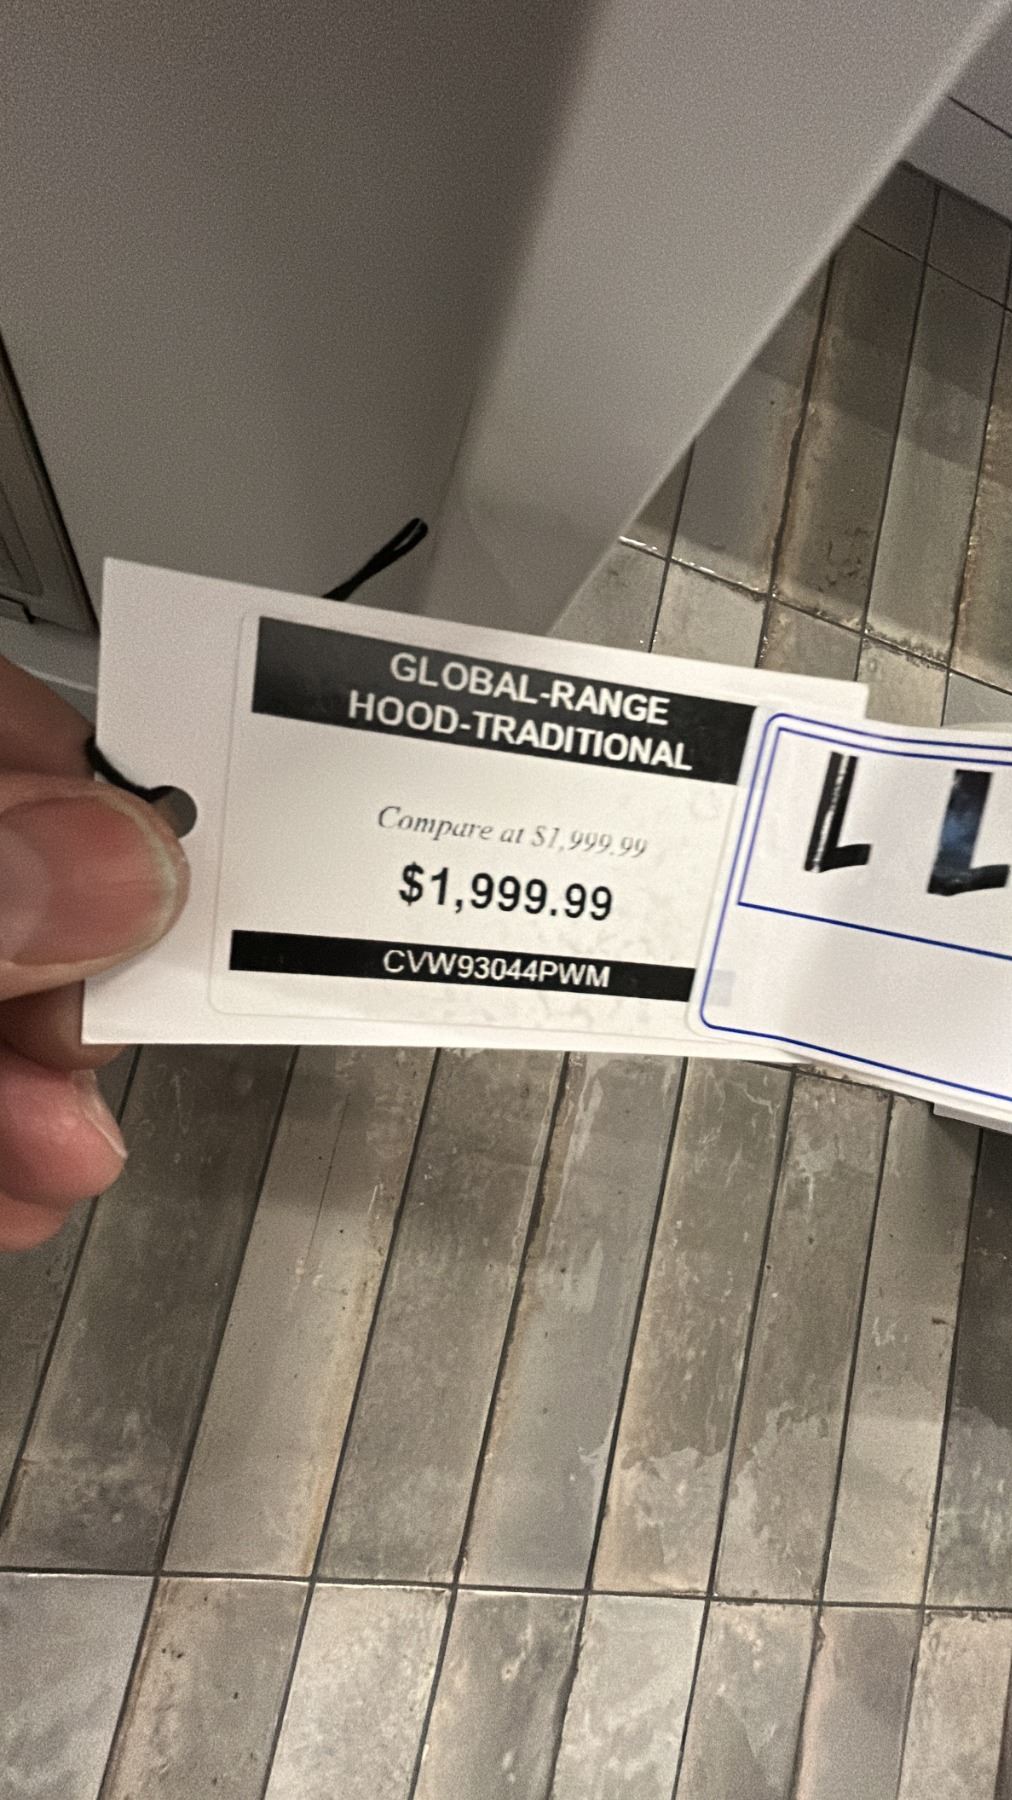 GLOBAL-RANGE
HOOD-TRADITIONAL
Compare at $1,999.99
$1,999.99
CVW93044PWM